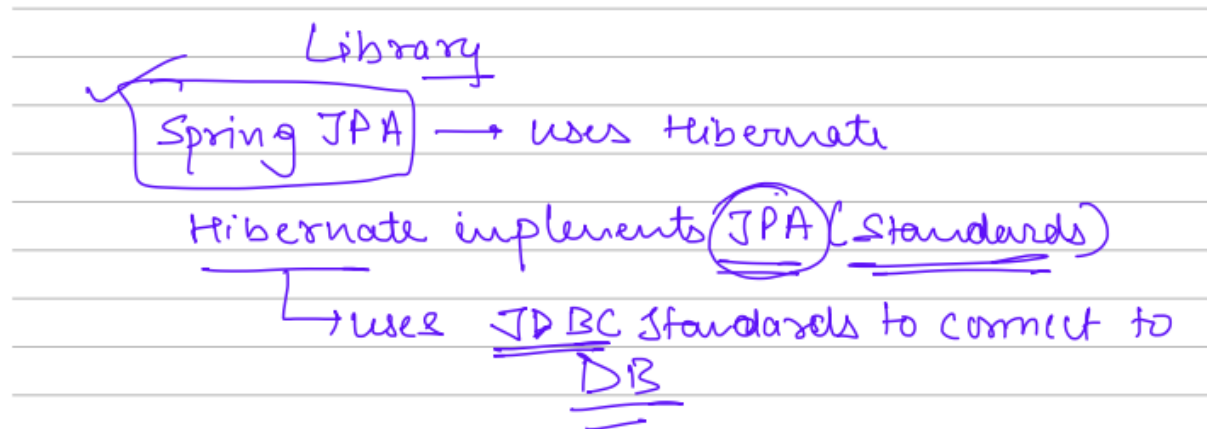 Library
Spring JPA → uses Hibernate
Hibernate implements JPA (Standards)
→ uses JDBC Standards to connect to
DB